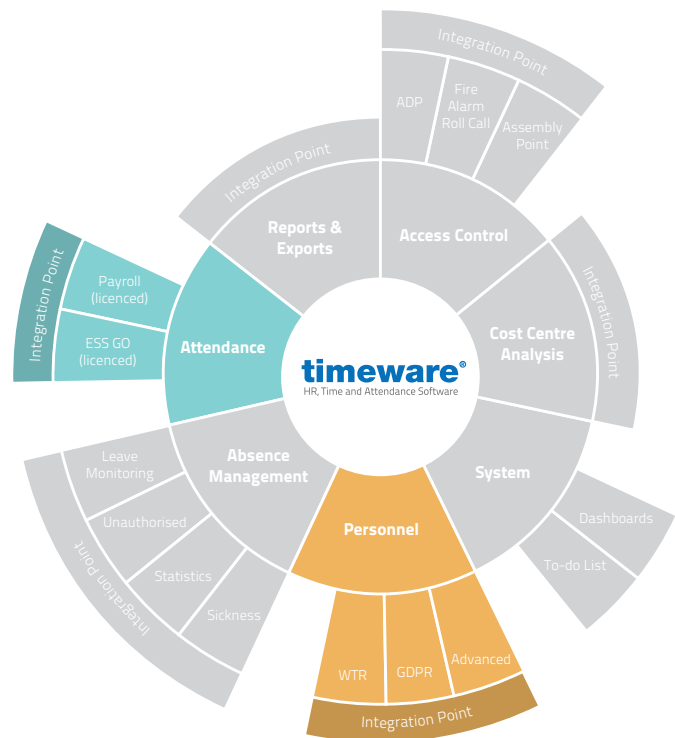 Integration Point
ADP
Fire
Alarm
Roll Call
Assembly
Point
Integration Point
Reports &
Exports
Access Control
Integration Point
Cost Centre
Analysis
Integration Point
Payroll
(licenced)
ESS GO
(licenced)
Attendance
timeware®
HR, Time and Attendance Software
Absence
Management
Leave
Monitoring
Unauthorised
Statistics
Sickness
Integration Point
System
Dashboards
To-do List
Personnel
WTR
GDPR
Advanced
Integration Point